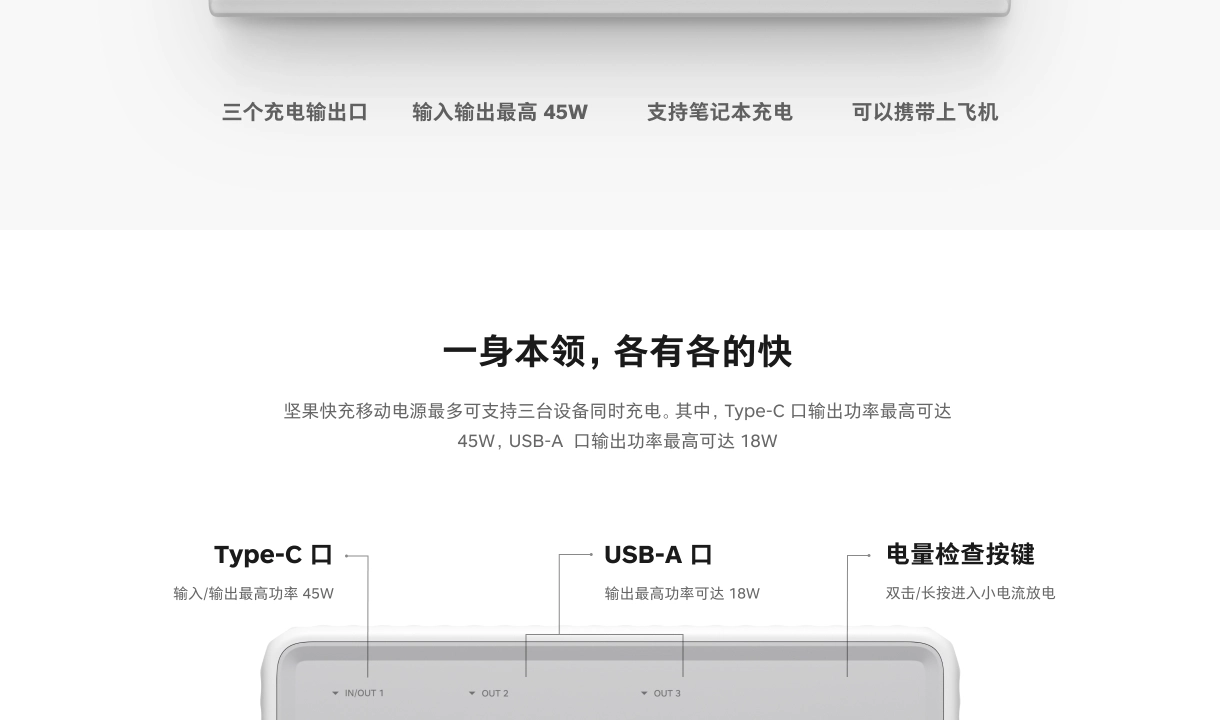 三个充电输出口
输入输出最高 45W
支持笔记本充电
可以携带上飞机
一身本领，各有各的快
坚果快充移动电源最多可支持三台设备同时充电。其中，Type-C 口输出功率最高可达
45W，USB-A 口输出功率最高可达 18W
Type-C 口
输入/输出最高功率 45W
USB-A 口
输出最高功率可达 18W
电量检查按键
双击/长按进入小电流放电
IN/OUT 1
OUT 2
OUT 3